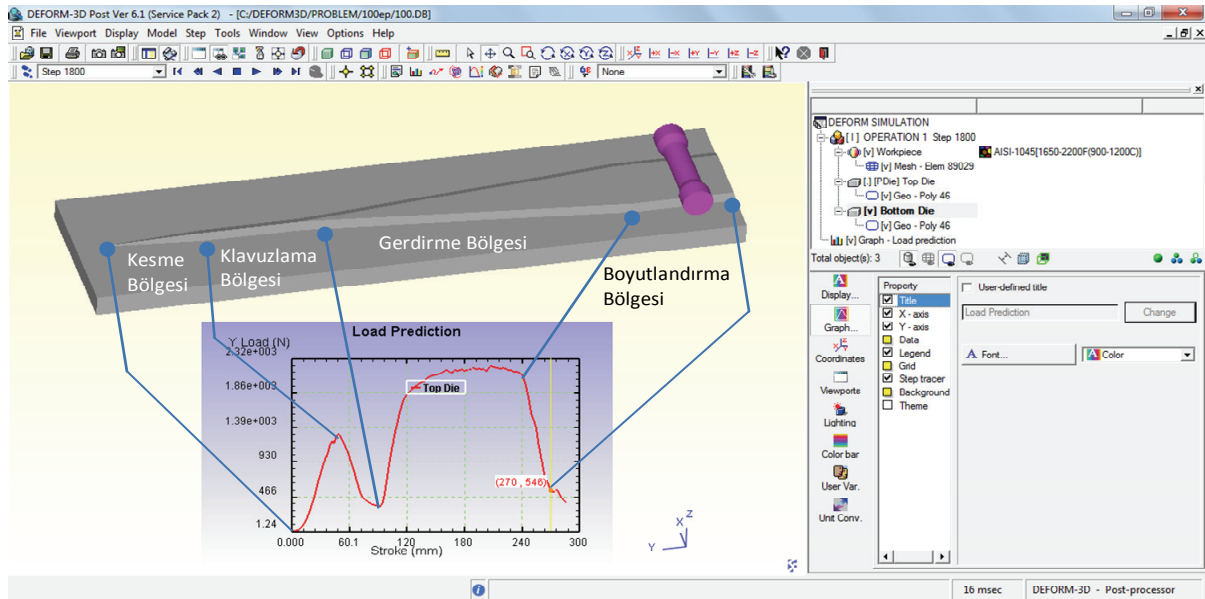 DEFORM-3D Post Ver 6.1 (Service Pack 2) - [C:/DEFORM3D/PROBLEM/100ep/100.DB]
File Viewport Display Model Step Tools Window View Options Help
Step 1800
None
Kesme
Bölgesi
Klavuzlama
Bölgesi
Gerdirme Bölgesi
Boyutlandırma
Bölgesi
Load Prediction
Y Load (N)
2.32e+003
1.86e+003
1.39e+003
930
466
1.24
Top Die
(270 , 546)
0.000 60.1 120 180 240 300
Stroke (mm)
X Z
Y
DEFORM SIMULATION
[1] OPERATION 1 Step 1800
[v] Workpiece AISI-1045[1650-2200F(900-1200C)]
[v] Mesh - Elem 89029
[.] [PDie] Top Die
[v] Geo - Poly 46
[v] Bottom Die
[v] Geo - Poly 46
[v] Graph - Load prediction
Total object(s): 3
Display...
Graph...
Coordinates
Viewports
Lighting
Color bar
User Var.
Unit Conv.
Property
Title
X - axis
Y - axis
Data
Legend
Grid
Step tracer
Background
Theme
User-defined title
Load Prediction
Change
A Font...
A Color
16 msec
DEFORM-3D - Post-processor